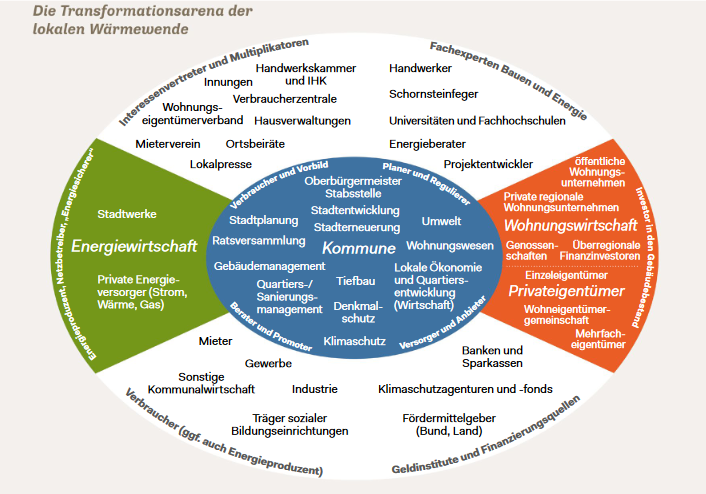 Die Transformationsarena der
lokalen Wärmewende
Interessenvertreter und Multiplikatoren
Innungen
Handwerkskammer
und IHK
Wohnungs-
eigentümerverband
Verbraucherzentrale
Hausverwaltungen
Mieterverein
Ortsbeiräte
Lokalpresse
Fachexperten Bauen und Energie
Handwerker
Schornsteinfeger
Universitäten und Fachhochschulen
Energieberater
Projektentwickler
Energieproduzent, Netzbetreiber, „Energiesicherer“
Stadtwerke
Energiewirtschaft
Private Energie-
versorger (Strom,
Wärme, Gas)
Verbraucher und Vorbild
Planer und Regulierer
Oberbürgermeister
Stabsstelle
Stadtentwicklung
Stadterneuerung
Stadtplanung
Umwelt
Ratsversammlung
Kommune
Wohnungswesen
Gebäudemanagement
Quartiers-/
Sanierungs-
management
Tiefbau
Lokale Ökonomie
und Quartiers-
entwicklung
(Wirtschaft)
Denkmal-
schutz
Klimaschutz
Berater und Promoter
Versorger und Anbieter
öffentliche
Wohnungs-
unternehmen
Private regionale
Wohnungsunternehmen
Wohnungswirtschaft
Genossen-
schaften
Überregionale
Finanzinvestoren
Einzeleigentümer
Privateigentümer
Wohneigentümer-
gemeinschaft
Mehrfach-
eigentümer
Investor in den Gebäudebestand
Mieter
Gewerbe
Sonstige
Kommunalwirtschaft
Industrie
Träger sozialer
Bildungseinrichtungen
Verbraucher (ggf. auch Energieproduzent)
Banken und
Sparkassen
Klimaschutzagenturen und -fonds
Fördermittelgeber
(Bund, Land)
Geldinstitute und Finanzierungsquellen